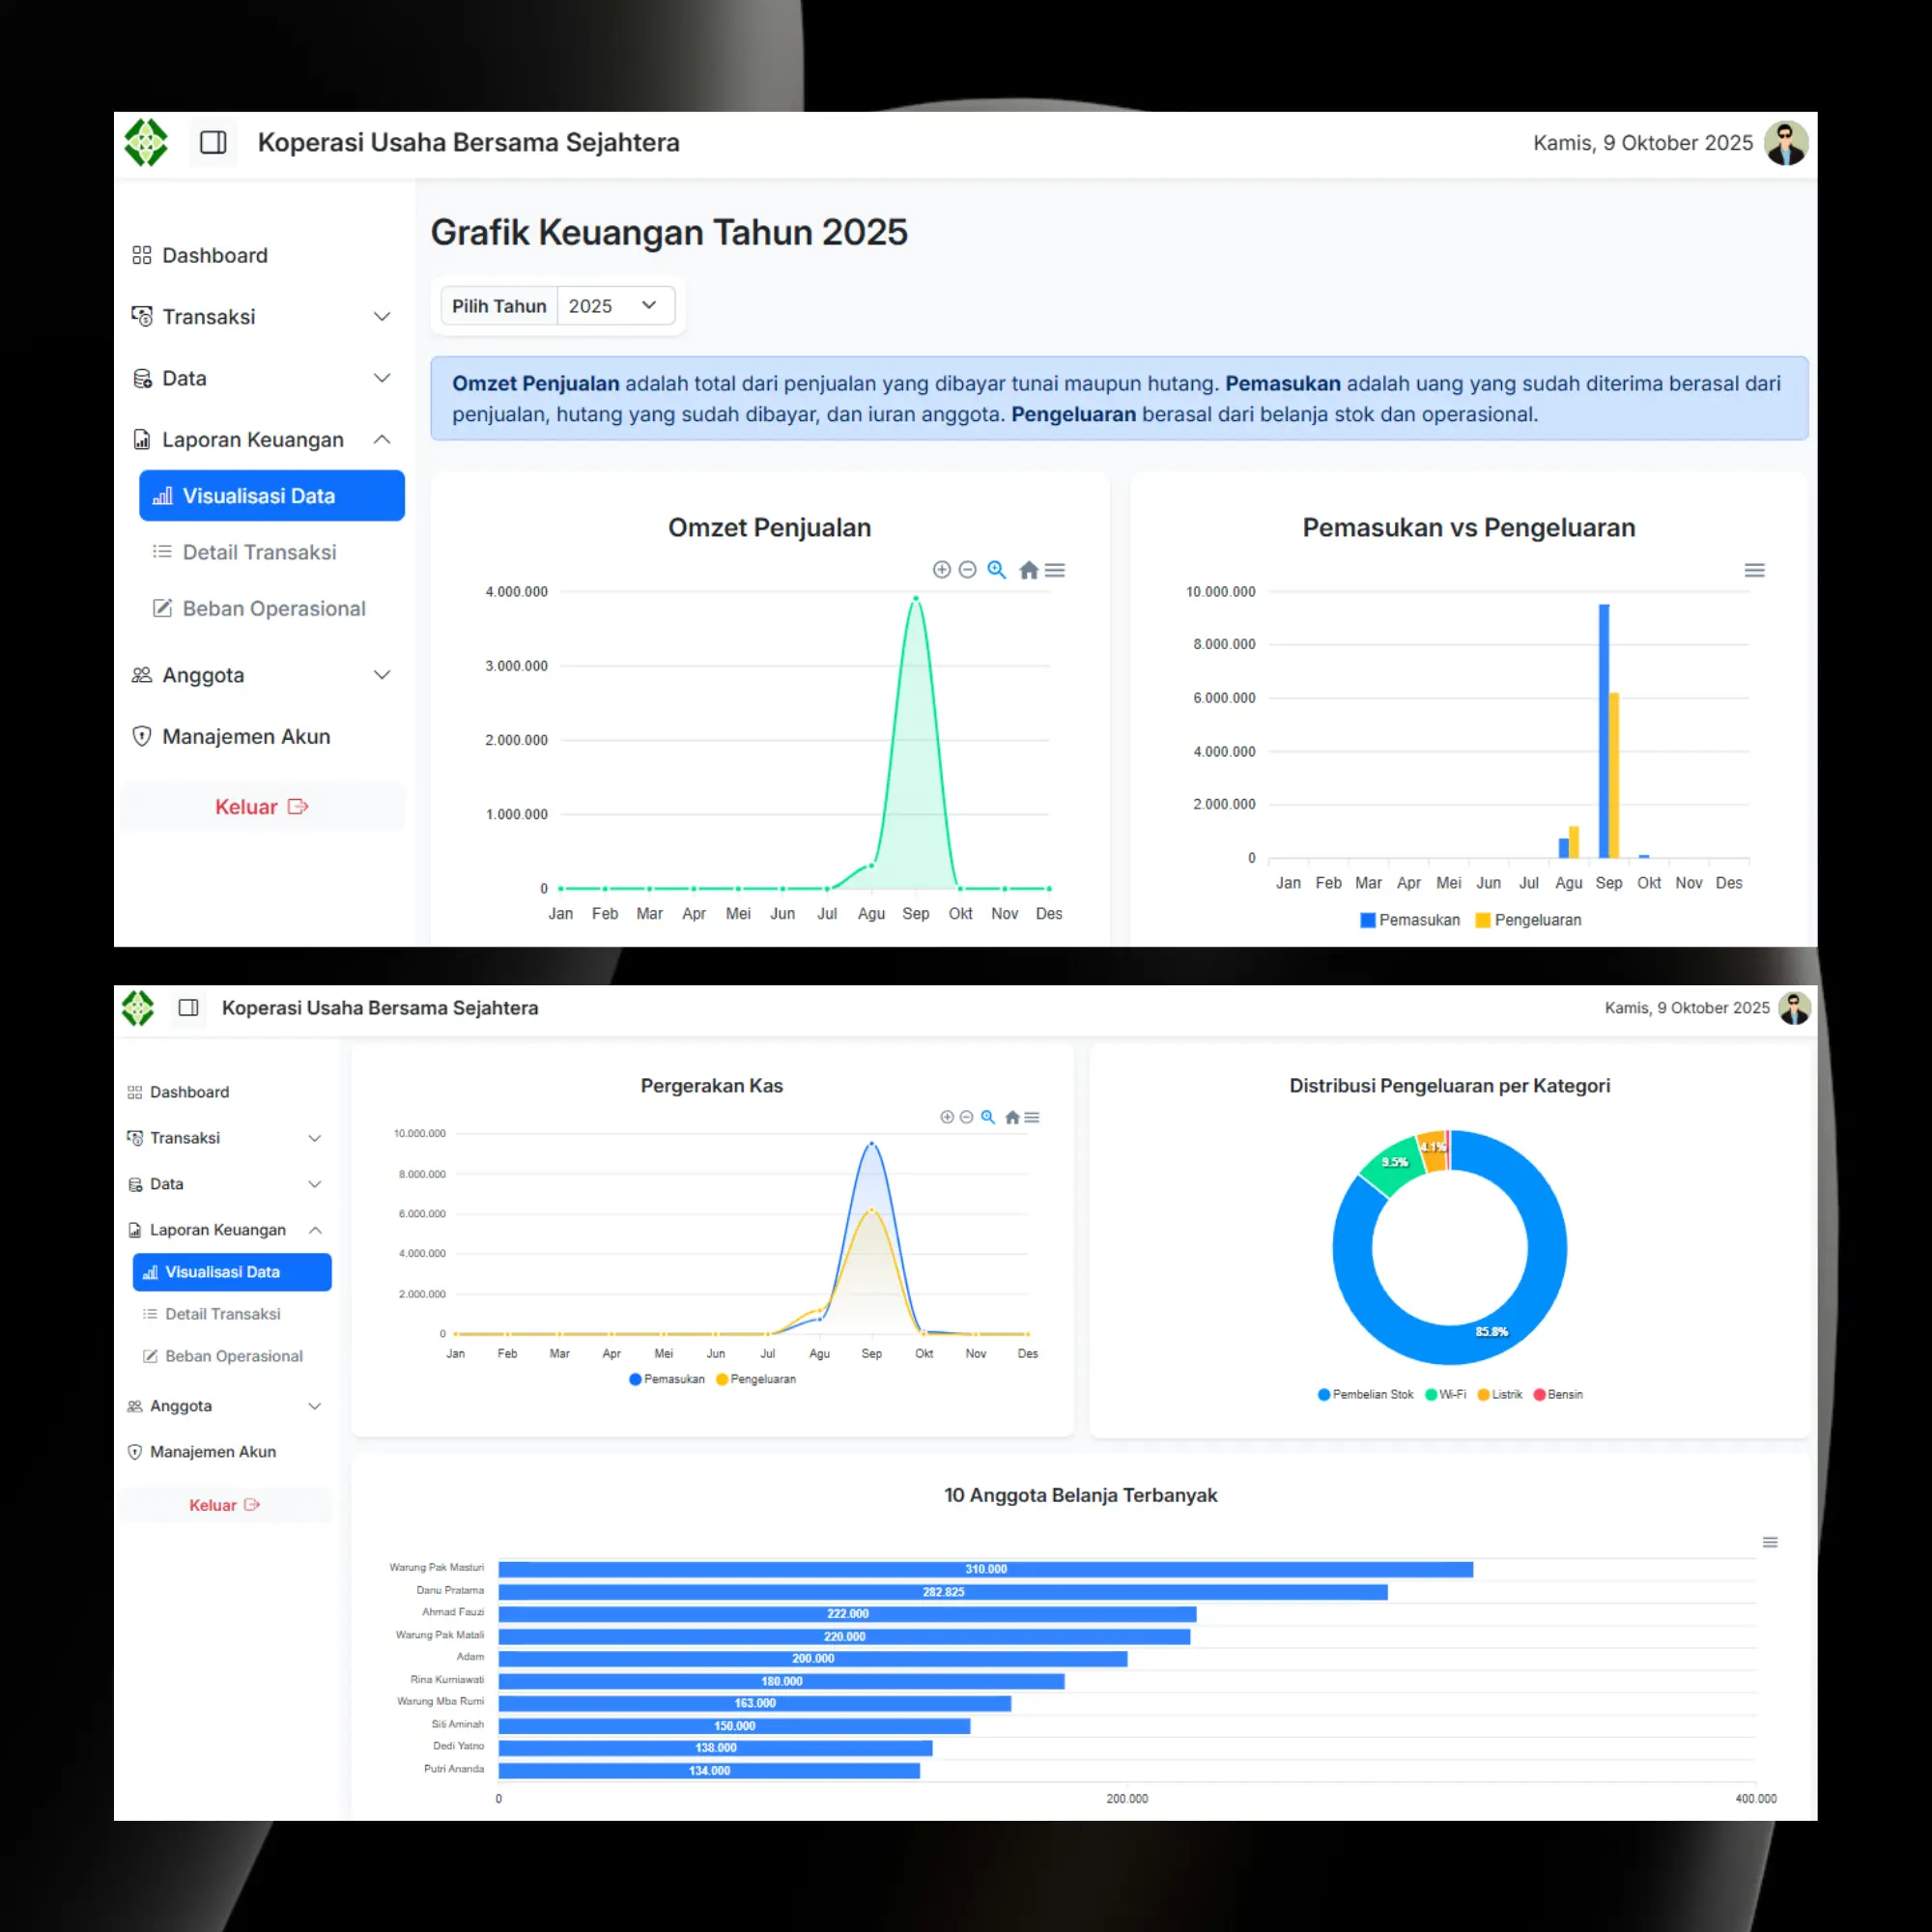 Koperasi Usaha Bersama Sejahtera
Kamis, 9 Oktober 2025
Dashboard
Transaksi
Data
Laporan Keuangan
Visualisasi Data
Detail Transaksi
Beban Operasional
Anggota
Manajemen Akun
Keluar
Grafik Keuangan Tahun 2025
Pilih Tahun 2025
Omzet Penjualan adalah total dari penjualan yang dibayar tunai maupun hutang. Pemasukan adalah uang yang sudah diterima berasal dari
penjualan, hutang yang sudah dibayar, dan iuran anggota. Pengeluaran berasal dari belanja stok dan operasional.
Omzet Penjualan
4.000.000
3.000.000
2.000.000
1.000.000
0
Jan Feb Mar Apr Mei Jun Jul Agu Sep Okt Nov Des
Pemasukan vs Pengeluaran
10.000.000
8.000.000
6.000.000
4.000.000
2.000.000
0
Jan Feb Mar Apr Mei Jun Jul Agu Sep Okt Nov Des
Pemasukan Pengeluaran
Koperasi Usaha Bersama Sejahtera
Kamis, 9 Oktober 2025
Dashboard
Transaksi
Data
Laporan Keuangan
Visualisasi Data
Detail Transaksi
Beban Operasional
Anggota
Manajemen Akun
Keluar
Pergerakan Kas
10.000.000
8.000.000
6.000.000
4.000.000
2.000.000
0
Jan Feb Mar Apr Mei Jun Jul Agu Sep Okt Nov Des
Pemasukan Pengeluaran
Distribusi Pengeluaran per Kategori
4.1%
9.5%
85.8%
Pembelian Stok Wi-Fi Listrik Bensin
10 Anggota Belanja Terbanyak
Warung Pak Masturi 310.000
Danu Pratama 282.825
Ahmad Fauzi 222.000
Warung Pak Matali 220.000
Adam 200.000
Rina Kurniawati 180.000
Warung Mba Rumi 163.000
Siti Aminah 150.000
Dedi Yatno 138.000
Putri Ananda 134.000
0 200.000 400.000